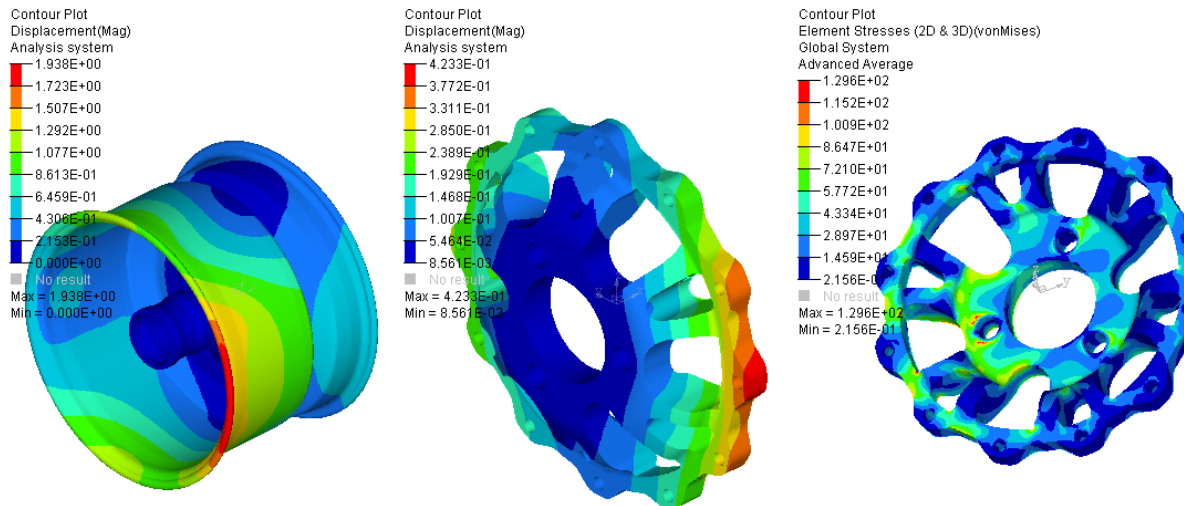 Contour Plot
Displacement(Mag)
Analysis system
1.938E+00
1.723E+00
1.507E+00
1.292E+00
1.077E+00
8.613E-01
6.459E-01
4.306E-01
2.153E-01
0.000E+00
No result
Max = 1.938E+00
Min = 0.000E+00
Contour Plot
Displacement(Mag)
Analysis system
4.233E-01
3.772E-01
3.311E-01
2.850E-01
2.389E-01
1.929E-01
1.468E-01
1.007E-01
5.464E-02
8.561E-03
No result
Max = 4.233E-01
Min = 8.561E-03
Contour Plot
Element Stresses (2D & 3D)(vonMises)
Global System
Advanced Average
1.296E+02
1.152E+02
1.009E+02
8.647E+01
7.210E+01
5.772E+01
4.334E+01
2.897E+01
1.459E+01
2.156E-01
No result
Max = 1.296E+02
Min = 2.156E-01
Y